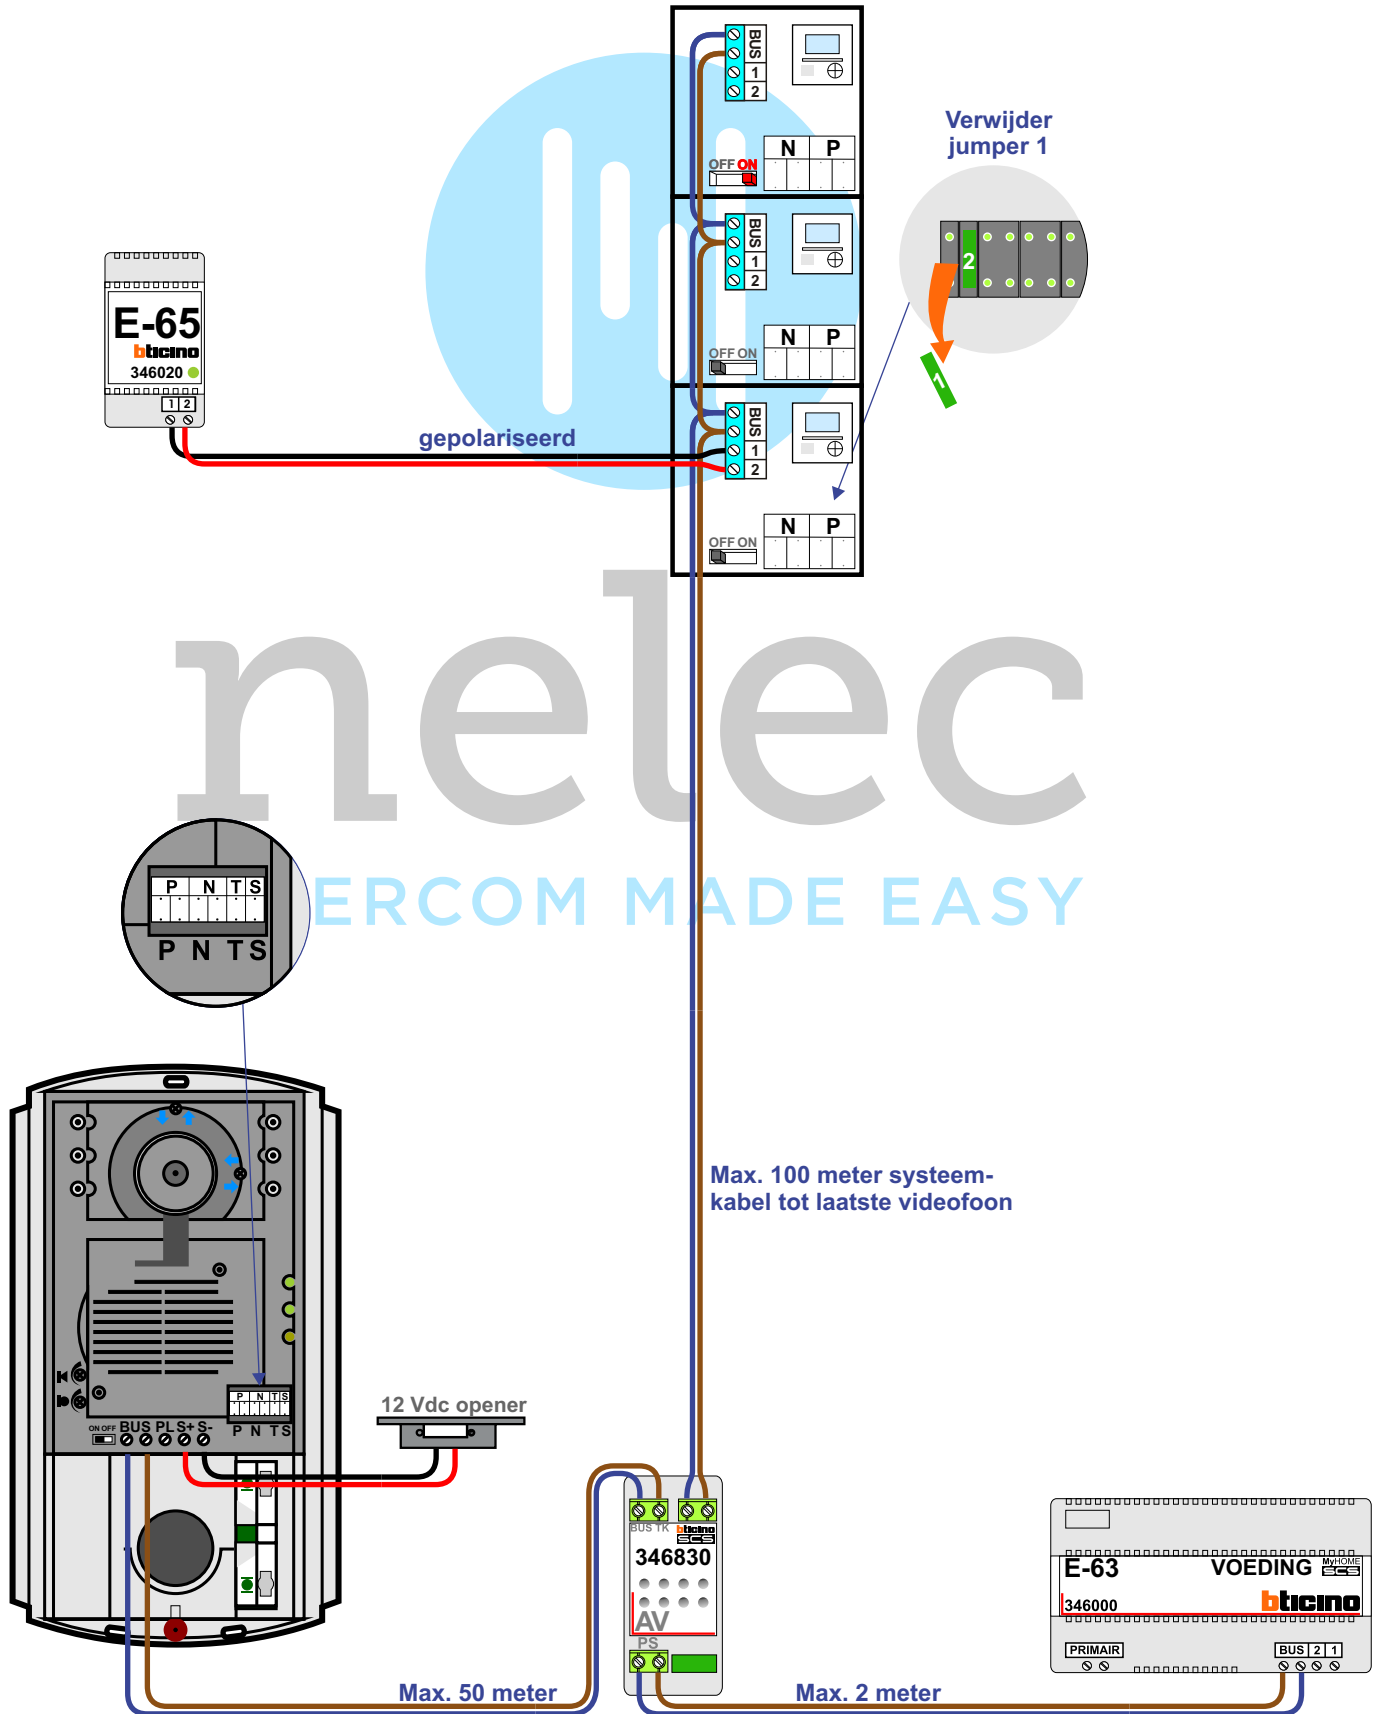 BUS
1
2
OFF ON
N P
Verwijder
jumper 1
2
1
BUS
1
2
OFF ON
N P
E-65
bticino
346020
1 2
gepolariseerd
BUS
1
2
OFF ON
N P
nelec
ERCOM MADE EASY
P N T S
P N T S
Max. 100 meter systeem-
kabel tot laatste videofoon
P N T S
ON OFF BUS PL S+ S- P N T S
12 Vdc opener
BUS TK bticino
SCS
346830
AV
PS
E-63 VOEDING MyHOME
SCS
346000 bticino
PRIMAIR BUS 2 1
Max. 50 meter
Max. 2 meter